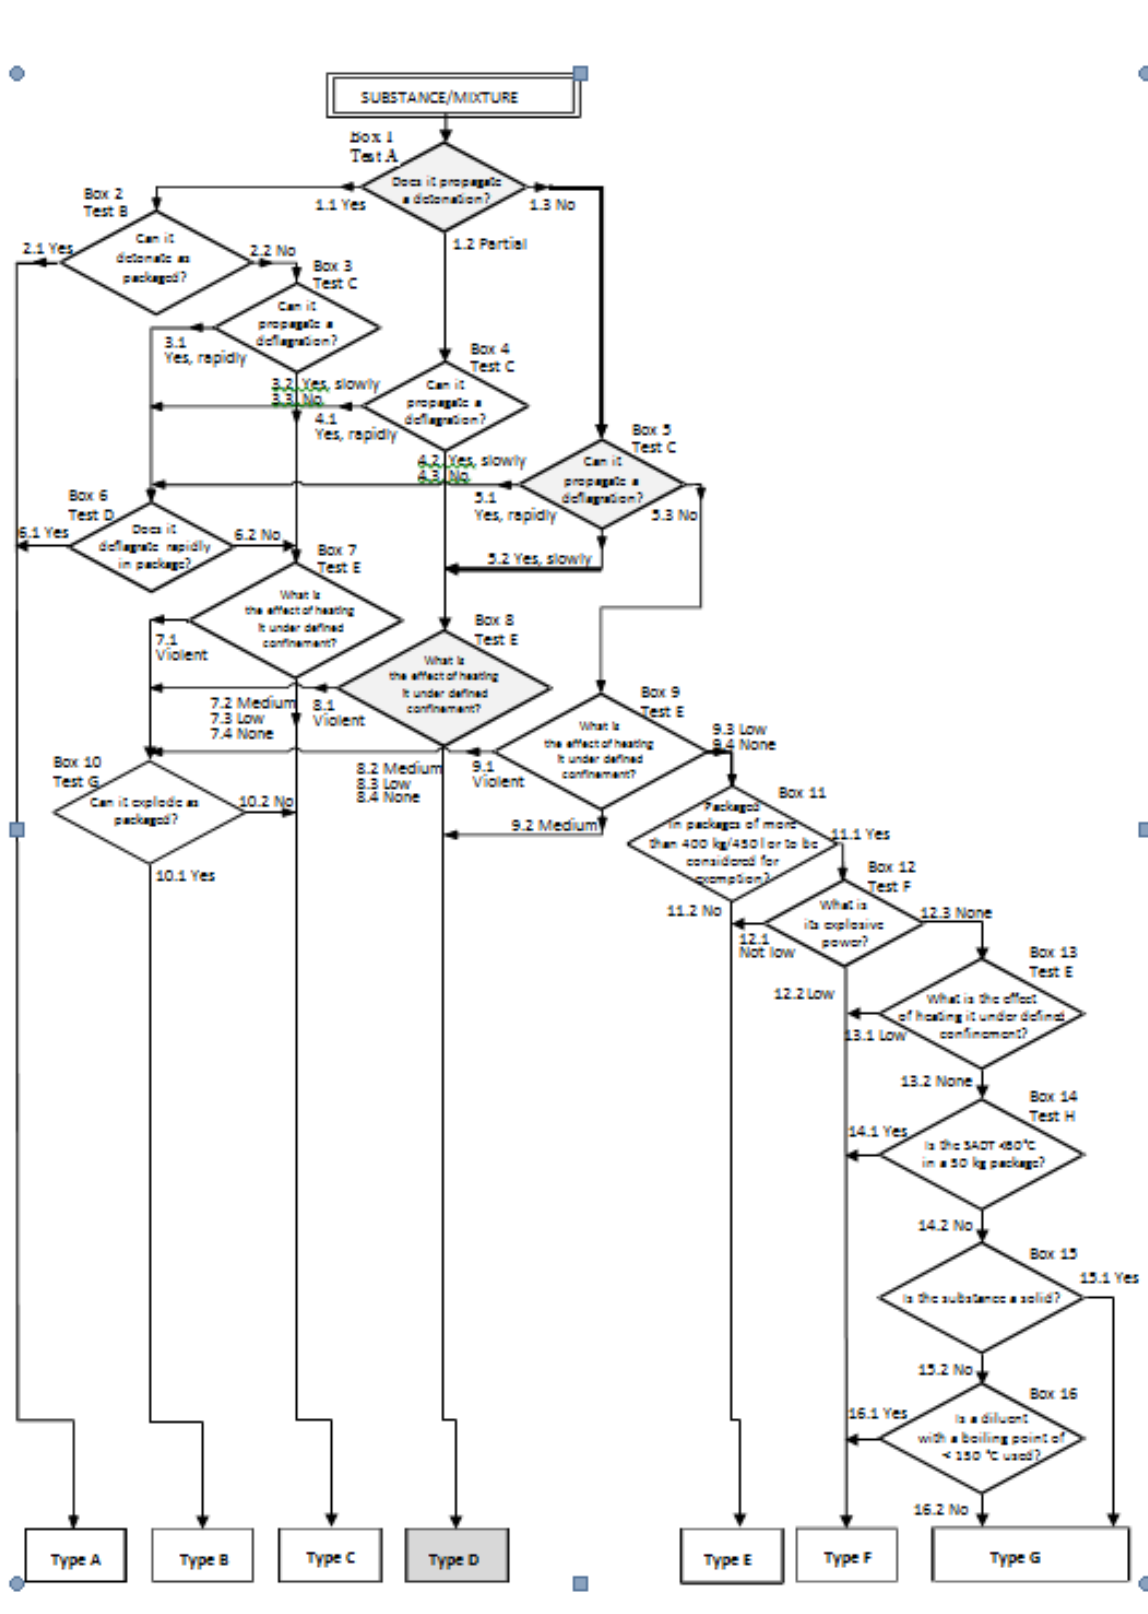 SUBSTANCE/MIXTURE
Box 1
Test A
Does it propagate
a detonation?
1.1 Yes
1.3 No
1.2 Partial
Box 2
Test B
Can it
detonate as
packaged?
2.1 Yes
2.2 No
Box 3
Test C
Can it
propagate a
deflagration?
3.1
Yes, rapidly
3.2 Yes, slowly
3.3 No
Box 4
Test C
Can it
propagate a
deflagration?
4.1
Yes, rapidly
4.2 Yes, slowly
4.3 No
Box 5
Test C
Can it
propagate a
deflagration?
5.1
Yes, rapidly
5.3 No
5.2 Yes, slowly
Box 6
Test D
Does it
deflagrate rapidly
in package?
6.1 Yes
6.2 No
Box 7
Test E
What is
the effect of heating
it under defined
confinement?
7.1
Violent
7.2 Medium
7.3 Low
7.4 None
Box 8
Test E
What is
the effect of heating
it under defined
confinement?
8.1
Violent
8.2 Medium
8.3 Low
8.4 None
Box 9
Test E
What is
the effect of heating
it under defined
confinement?
9.1
Violent
9.2 Medium
9.3 Low
9.4 None
Box 10
Test G
Can it explode as
packaged?
10.2 No
10.1 Yes
Box 11
Packaged
in packages of more
than 400 kg/450 l or to be
considered for
exemption?
11.1 Yes
11.2 No
Box 12
Test F
What is
its explosive
power?
12.1
Not low
12.2 Low
12.3 None
Box 13
Test E
What is the effect
of heating it under defined
confinement?
13.1 Low
13.2 None
Box 14
Test H
Is the SADT ≤60°C
in a 50 kg package?
14.1 Yes
14.2 No
Box 15
Is the substance a solid?
15.1 Yes
15.2 No
Box 16
Is a diluent
with a boiling point of
< 150 °C used?
16.1 Yes
16.2 No
Type A
Type B
Type C
Type D
Type E
Type F
Type G